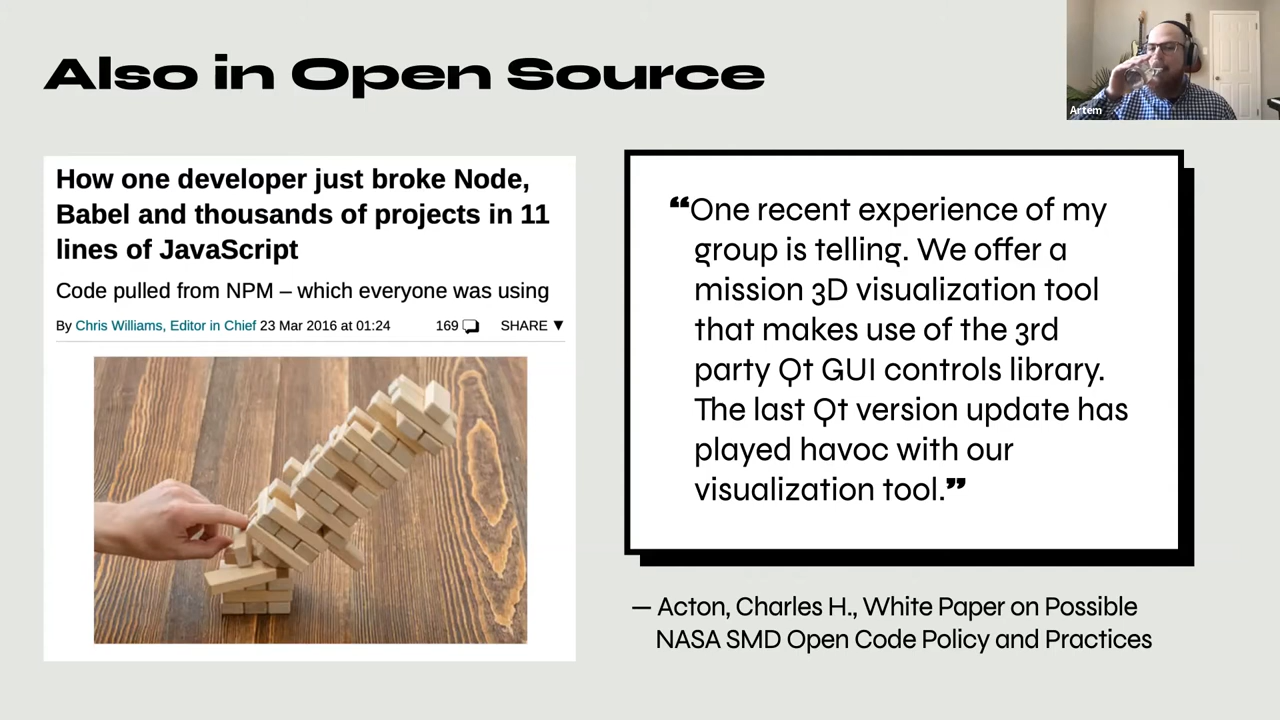 Also in Open Source
Artem
How one developer just broke Node,
Babel and thousands of projects in 11
lines of JavaScript
Code pulled from NPM – which everyone was using
By Chris Williams, Editor in Chief 23 Mar 2016 at 01:24 169 SHARE ▼
❝One recent experience of my
group is telling. We offer a
mission 3D visualization tool
that makes use of the 3rd
party Qt GUI controls library.
The last Qt version update has
played havoc with our
visualization tool.❞
— Acton, Charles H., White Paper on Possible
NASA SMD Open Code Policy and Practices